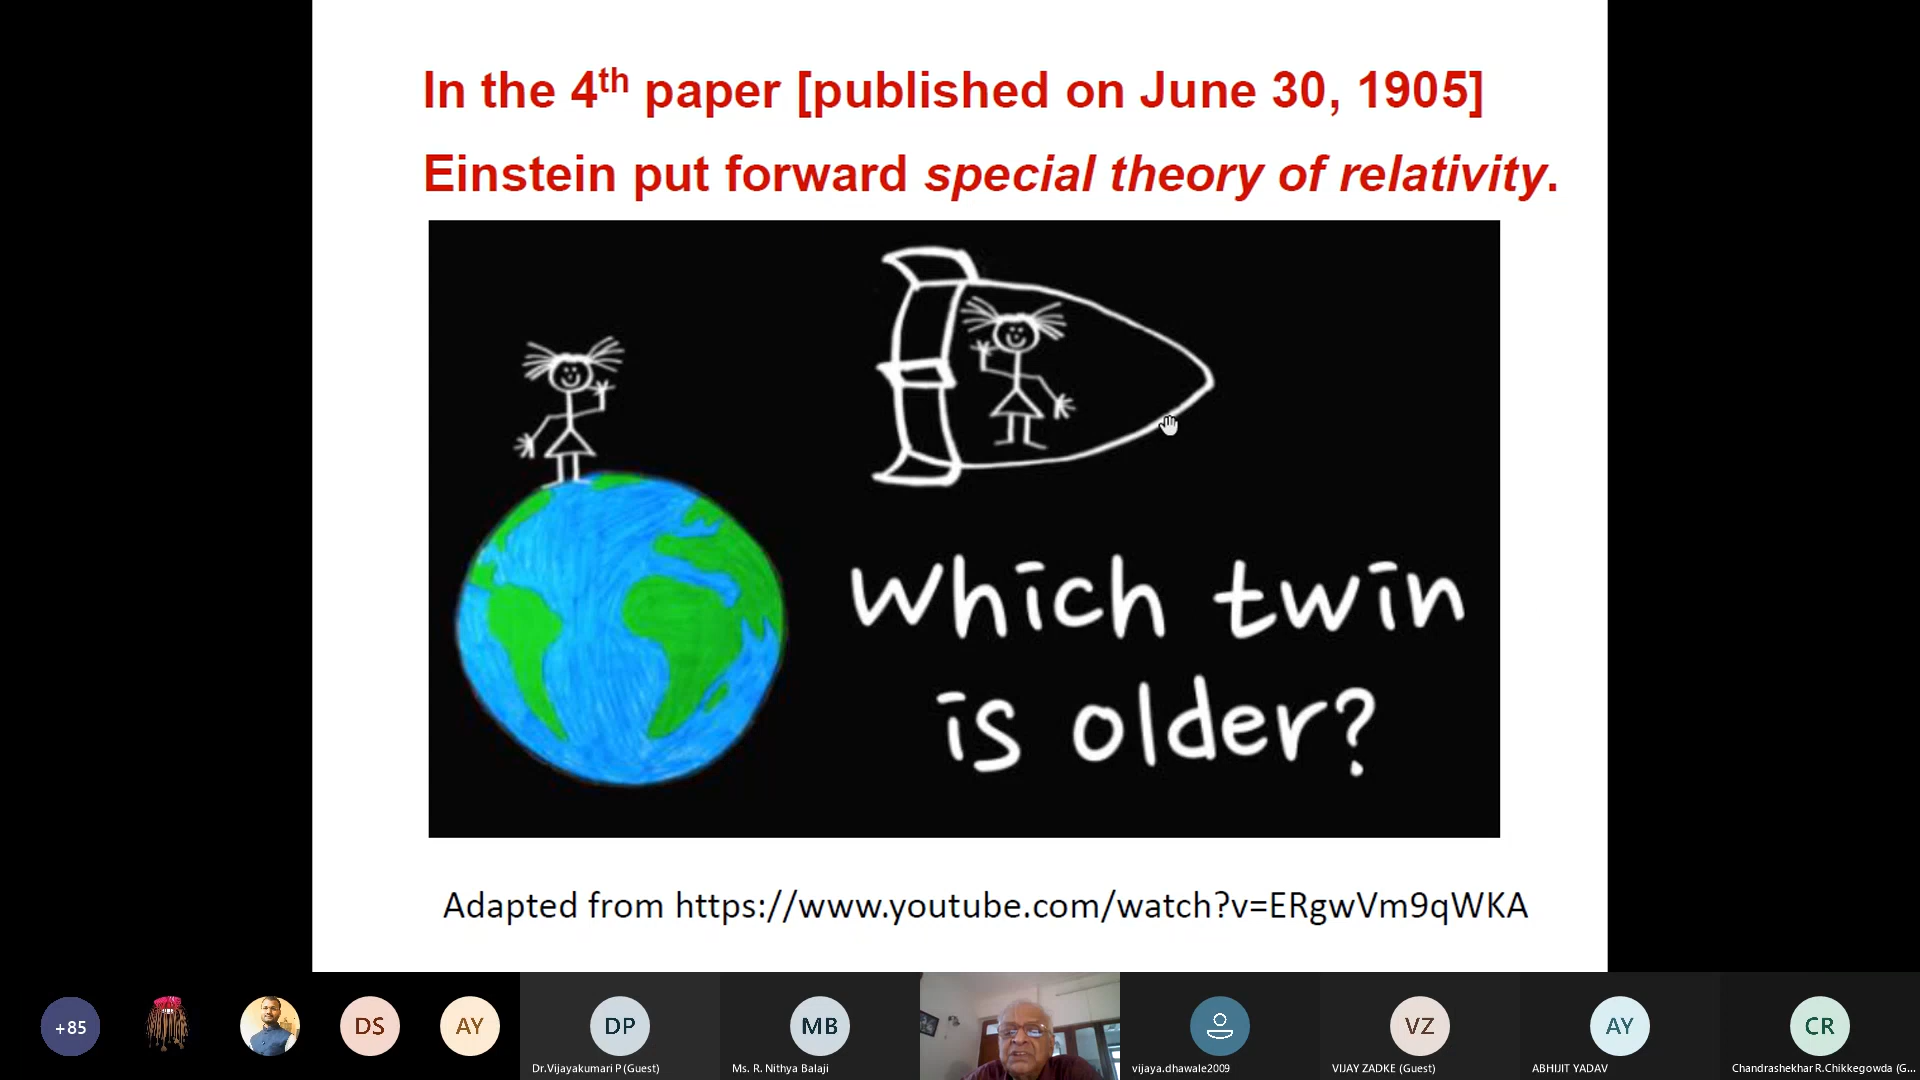 In the 4th paper [published on June 30, 1905]
Einstein put forward special theory of relativity.
Which twin
is older?
Adapted from https://www.youtube.com/watch?v=ERgwVm9qWKA
+85
DS
AY
DP
MB
VZ
AY
CR
Dr.Vijayakumari P (Guest)
Ms. R. Nithya Balaji
vijaya.dhawale2009
VIJAY ZADKE (Guest)
ABHIJIT YADAV
Chandrashekhar R.Chikkegowda (G...